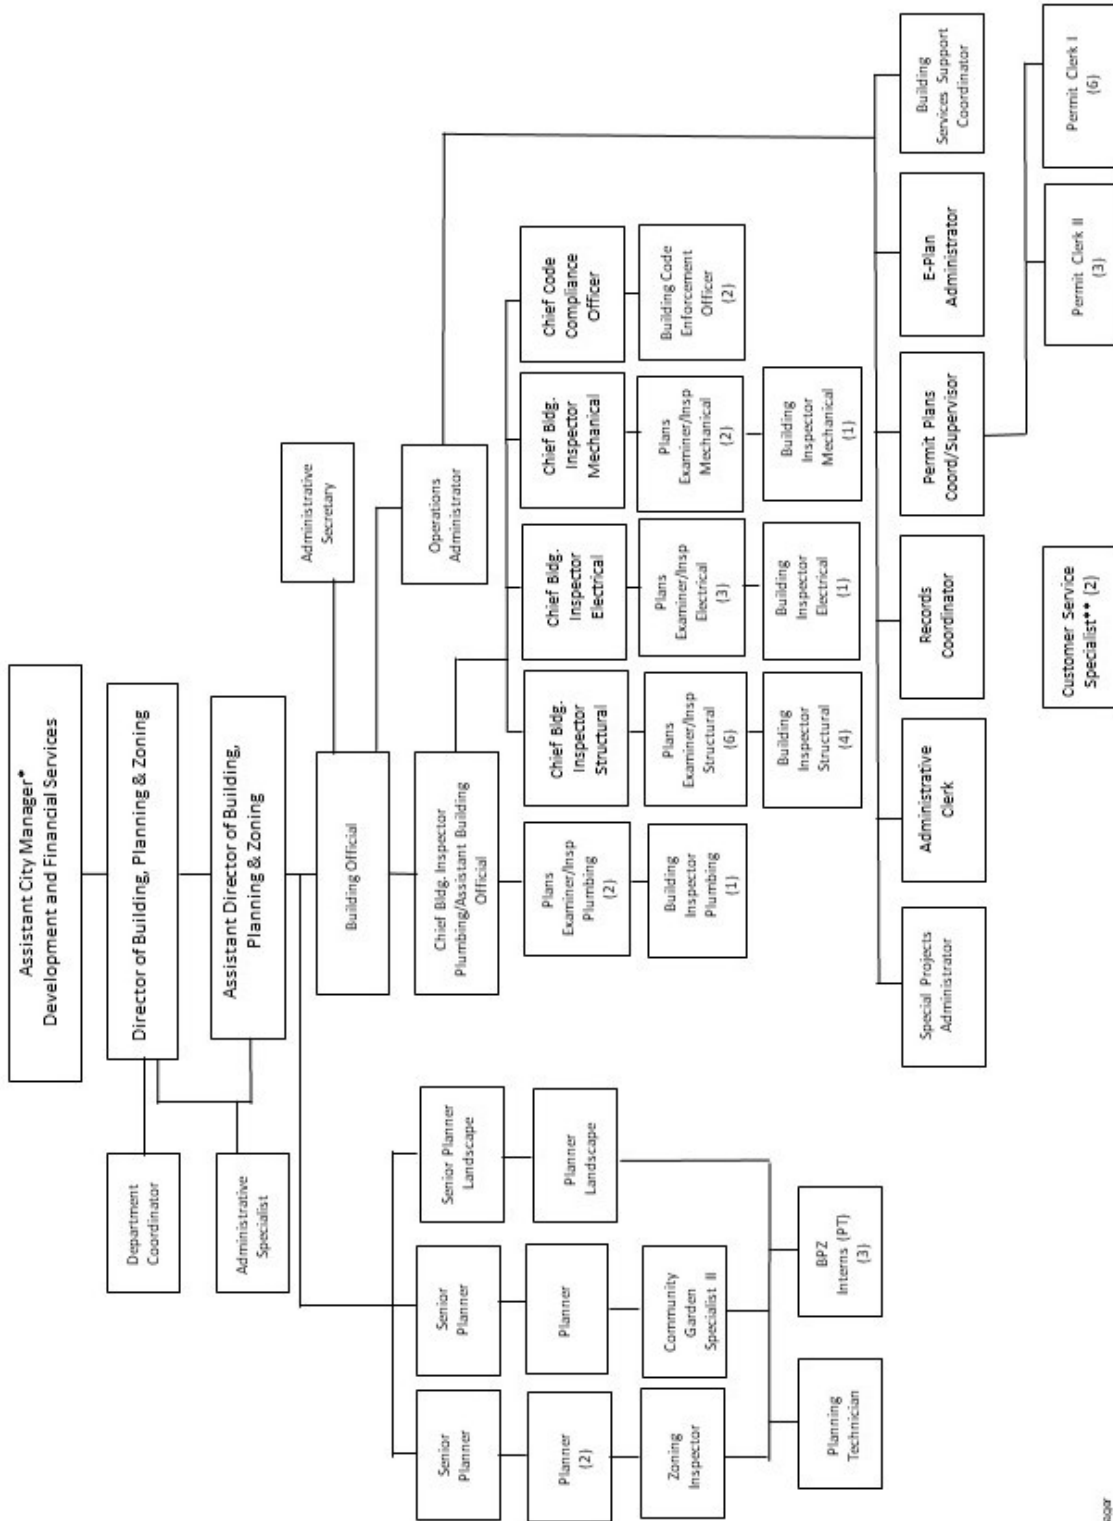 Assistant City Manager*
Development and Financial Services
Director of Building, Planning & Zoning
Department
Coordinator
Administrative
Specialist
Assistant Director of Building,
Planning & Zoning
Administrative
Secretary
Building Official
Senior
Planner
Senior
Planner
Senior Planner
Landscape
Chief Bldg. Inspector
Plumbing/Assistant Building
Official
Operations
Administrator
Planner
(2)
Planner
Planner
Landscape
Plans
Examiner/Insp
Plumbing
(2)
Chief Bldg.
Inspector
Structural
Chief Bldg.
Inspector
Electrical
Chief Bldg.
Inspector
Mechanical
Chief Code
Compliance
Officer
Zoning
Inspector
Community
Garden
Specialist II
Building
Inspector
Plumbing
(1)
Plans
Examiner/Insp
Structural
(6)
Plans
Examiner/Insp
Electrical
(3)
Plans
Examiner/Insp
Mechanical
(2)
Building Code
Enforcement
Officer
(2)
Planning
Technician
BPZ
Interns (PT)
(3)
Building
Inspector
Structural
(4)
Building
Inspector
Electrical
(1)
Building
Inspector
Mechanical
(1)
Special Projects
Administrator
Administrative
Clerk
Records
Coordinator
Permit Plans
Coord/Supervisor
E-Plan
Administrator
Building
Services Support
Coordinator
Customer Service
Specialist** (2)
Permit Clerk II
(3)
Permit Clerk I
(6)